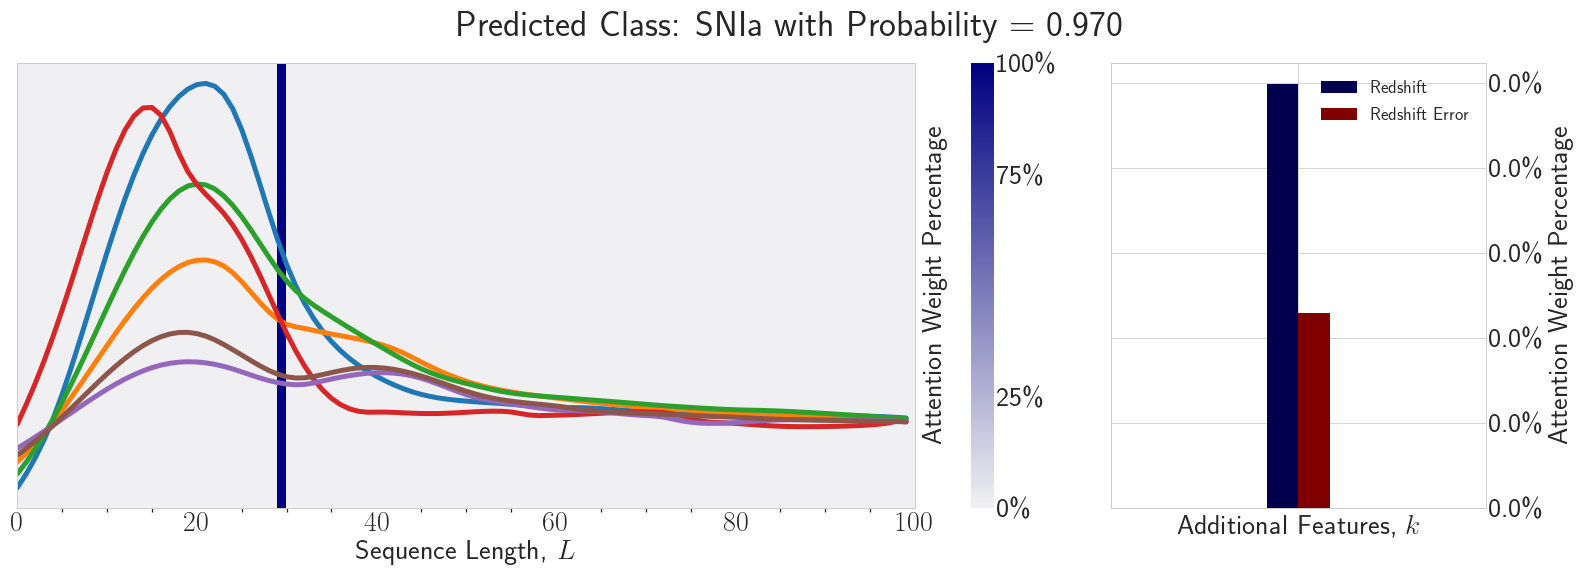 Predicted Class: SNIa with Probability = 0.970
100%
75%
25%
0%
Attention Weight Percentage
0 20 40 60 80 100
Sequence Length, L
Redshift
Redshift Error
0.0%
0.0%
0.0%
0.0%
0.0%
0.0%
Attention Weight Percentage
Additional Features, k